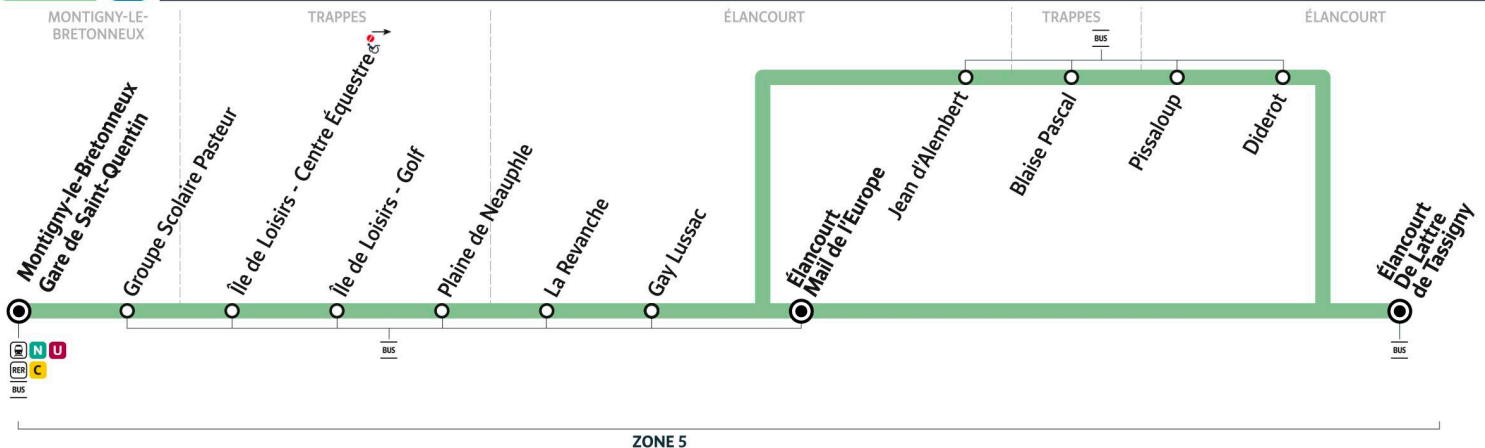 MONTIGNY-LE-
BRETONNEUX
TRAPPES
ÉLANCOURT
TRAPPES
ÉLANCOURT
BUS
Montigny-le-Bretonneux
Gare de Saint-Quentin
Groupe Scolaire Pasteur
Île de Loisirs - Centre Équestre
Île de Loisirs - Golf
Plaine de Neauphle
La Revanche
Gay Lussac
Élancourt
Mail de l'Europe
Jean d'Alembert
Blaise Pascal
Pissaloup
Diderot
Élancourt
De Lattre
de Tassigny
N U
RER C
BUS
BUS
BUS
ZONE 5